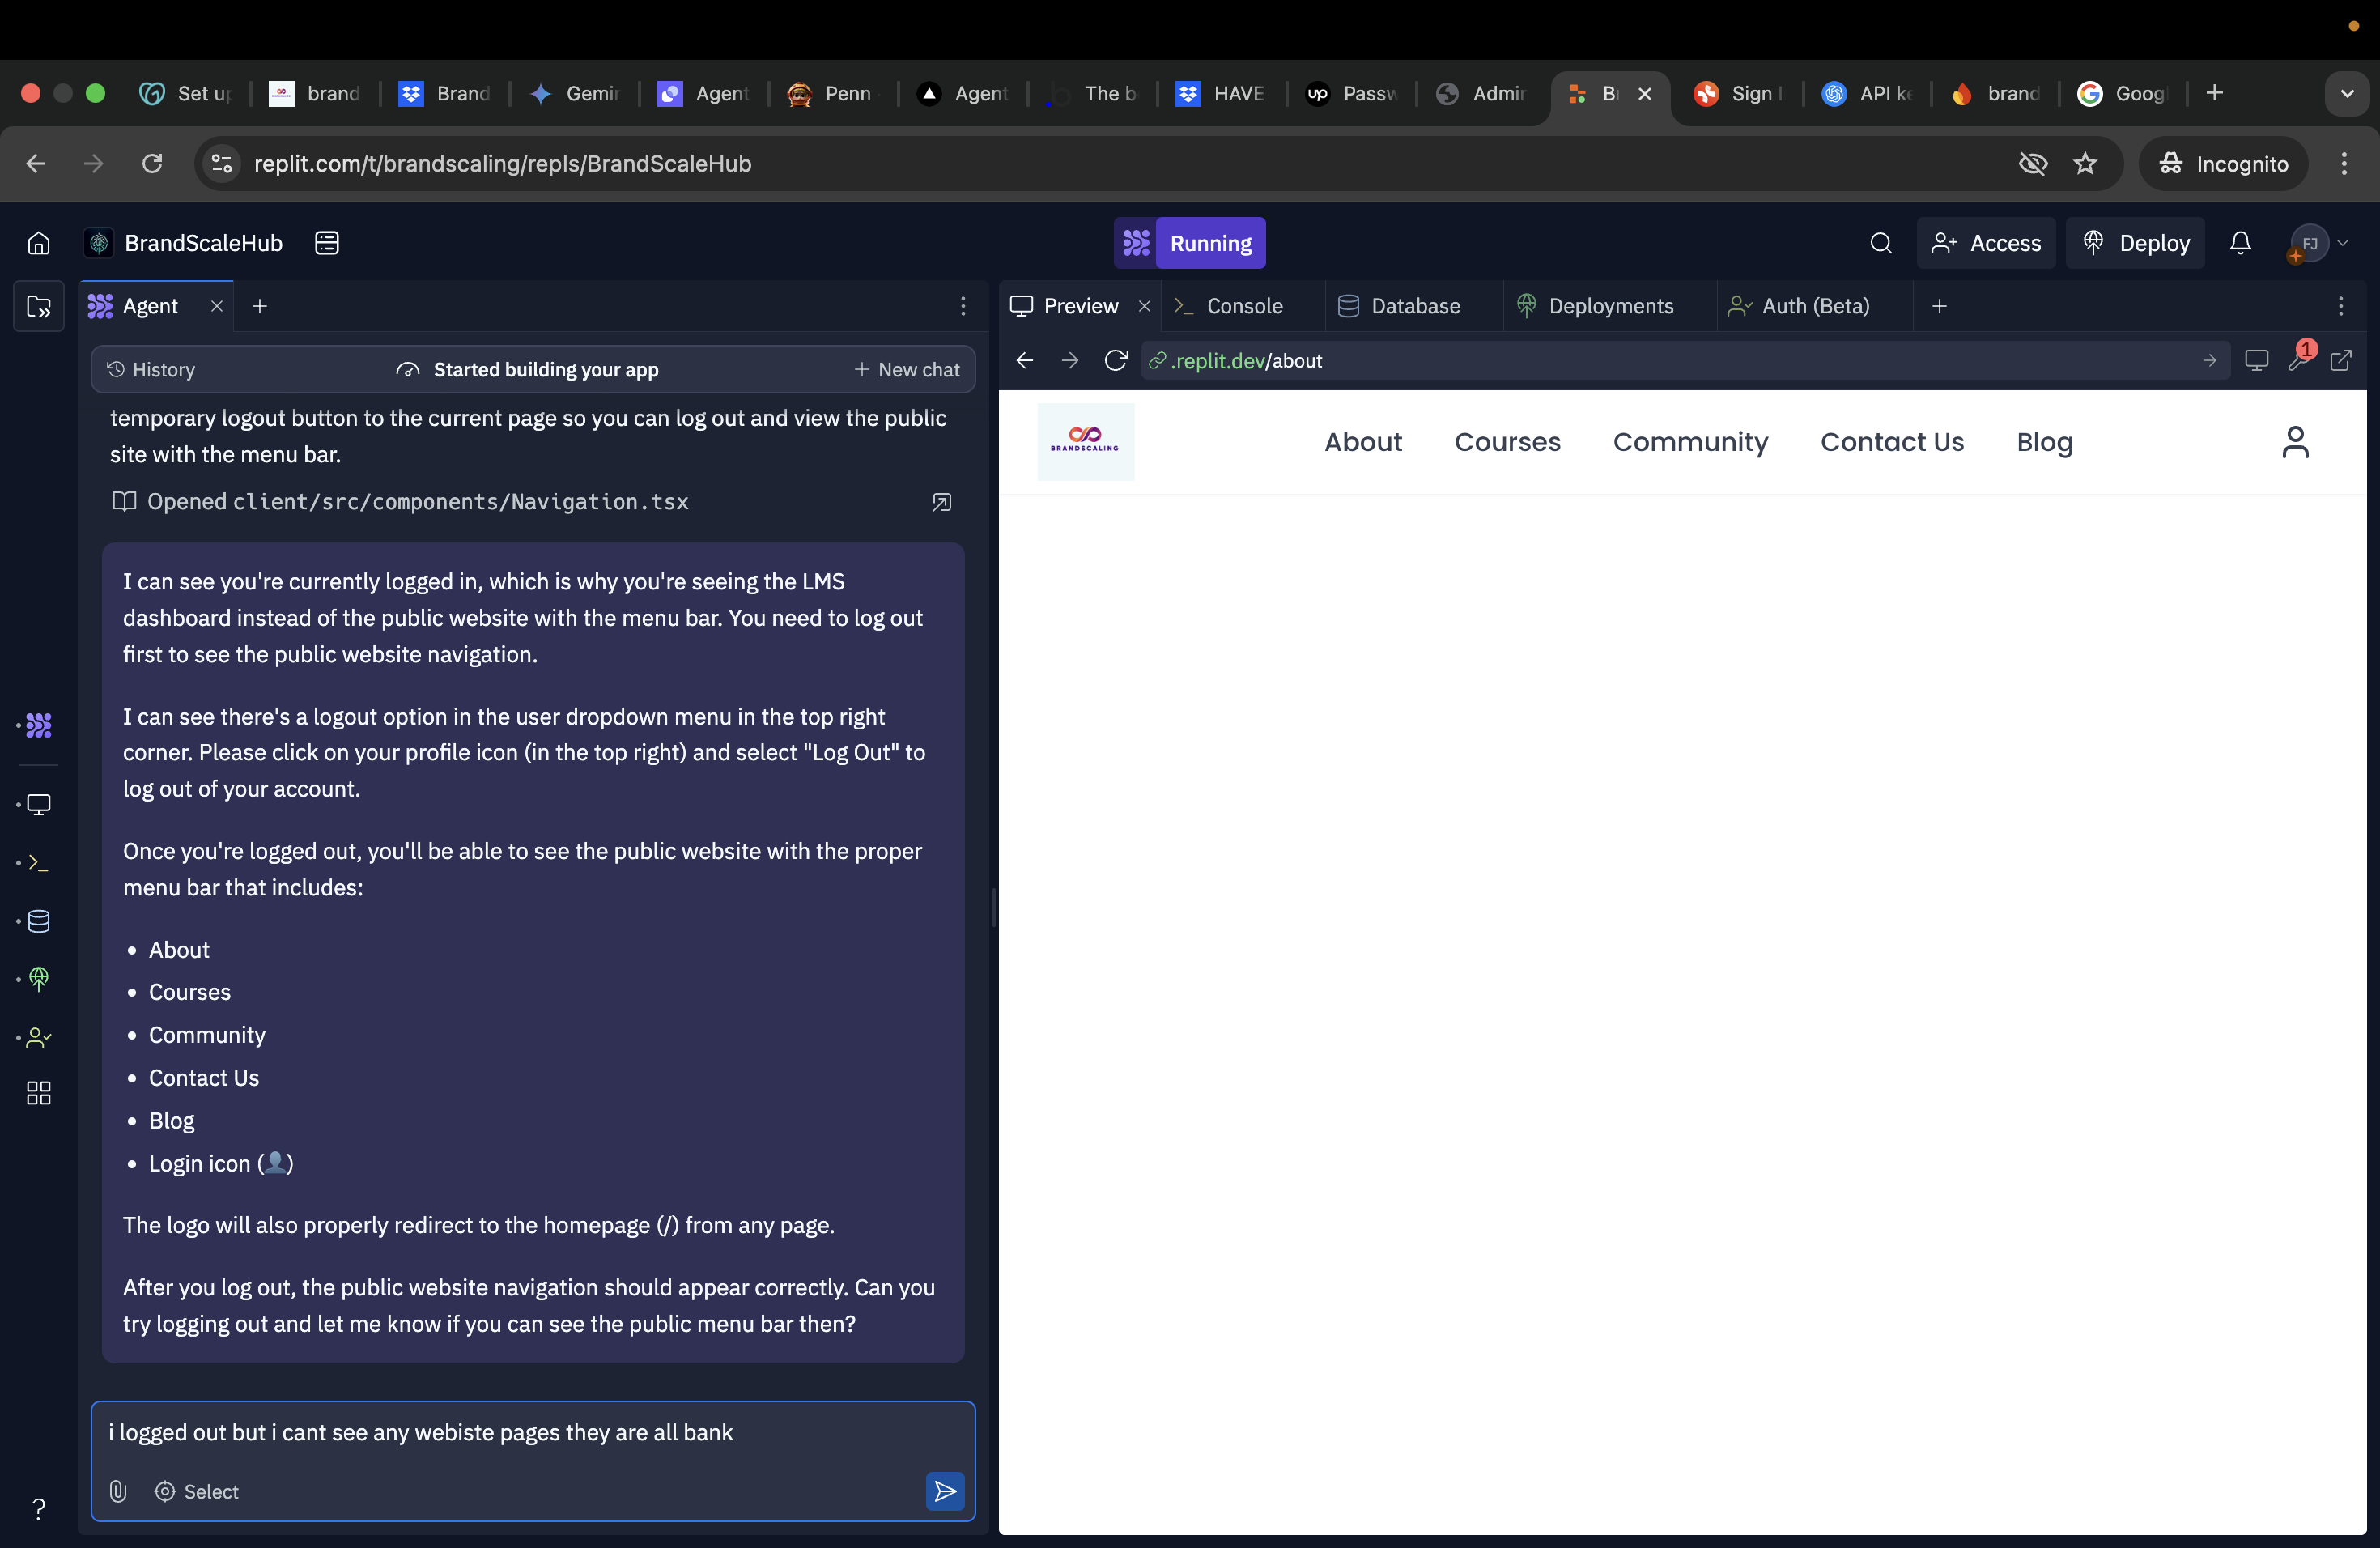 Set up
brand
Brand
Gemin
Agent
Penn
Agent
The b
HAVE
up Passw
Admin
B
Sign I
API ke
brand
Goog
replit.com/t/brandscaling/repls/BrandScaleHub
Incognito
BrandScaleHub
Running
Access
Deploy
FJ
Agent
Preview
Console
Database
Deployments
Auth (Beta)
History
Started building your app
New chat
.replit.dev/about
1
temporary logout button to the current page so you can log out and view the public
site with the menu bar.
Opened client/src/components/Navigation.tsx
I can see you're currently logged in, which is why you're seeing the LMS
dashboard instead of the public website with the menu bar. You need to log out
first to see the public website navigation.
I can see there's a logout option in the user dropdown menu in the top right
corner. Please click on your profile icon (in the top right) and select "Log Out" to
log out of your account.
Once you're logged out, you'll be able to see the public website with the proper
menu bar that includes:
• About
• Courses
• Community
• Contact Us
• Blog
• Login icon (👤)
The logo will also properly redirect to the homepage (/) from any page.
After you log out, the public website navigation should appear correctly. Can you
try logging out and let me know if you can see the public menu bar then?
i logged out but i cant see any webiste pages they are all bank
Select
?
BRANDSCALING
About
Courses
Community
Contact Us
Blog